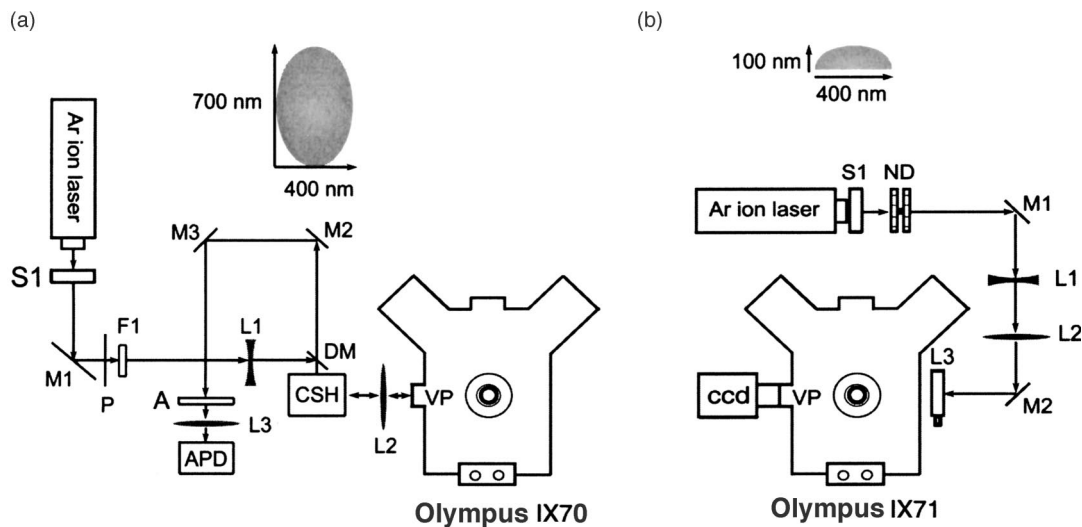 (a)
700 nm
400 nm
Ar ion laser
S1
M1
P
F1
M3
M2
L1
DM
A
L3
APD
CSH
L2
VP
Olympus IX70
(b)
100 nm
400 nm
Ar ion laser
S1
ND
M1
L1
L2
L3
M2
ccd
VP
Olympus IX71